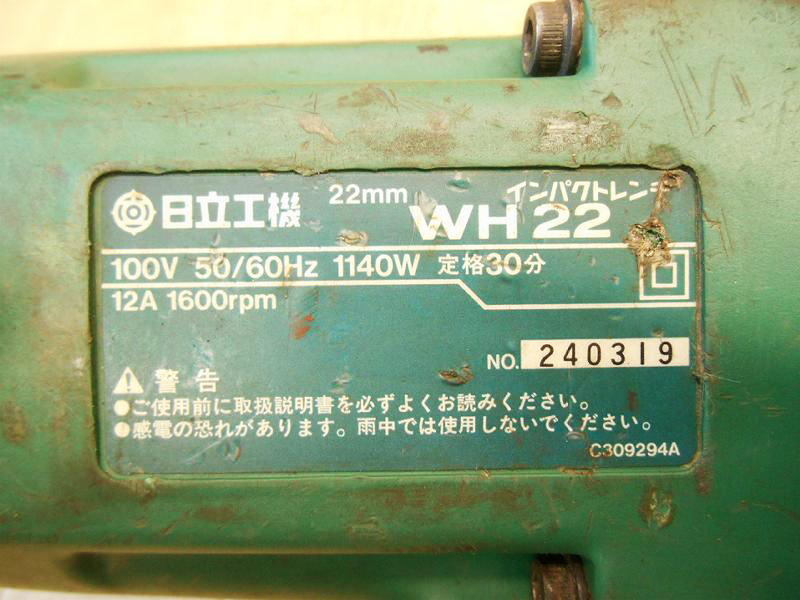 日立工機 22mm インパクトレンチ
WH 22
100V 50/60Hz 1140W 定格30分
12A 1600rpm
NO. 240319
警告
●ご使用前に取扱説明書を必ずよくお読みください。
●感電の恐れがあります。雨中では使用しないでください。
C309294A